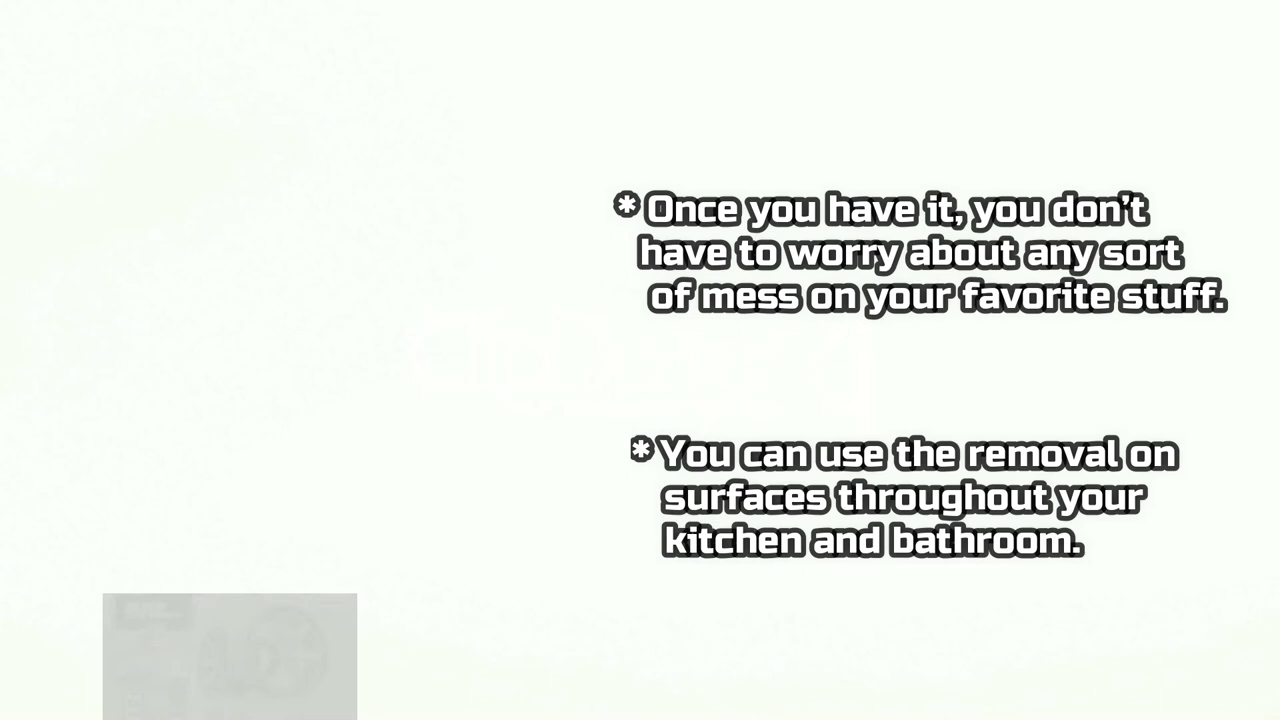 * Once you have it, you don't
have to worry about any sort
of mess on your favorite stuff.
* You can use the removal on
surfaces throughout your
kitchen and bathroom.